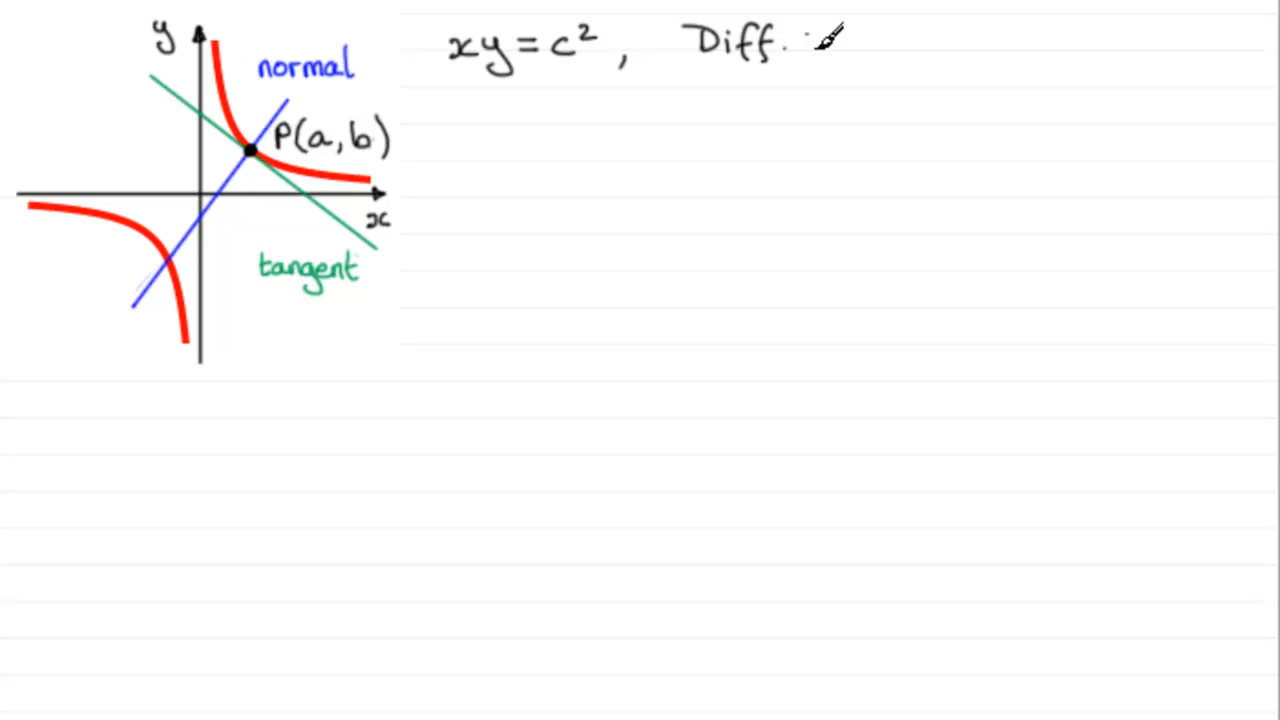 y
normal
P(a,b)
x
tangent
xy = c², Diff.